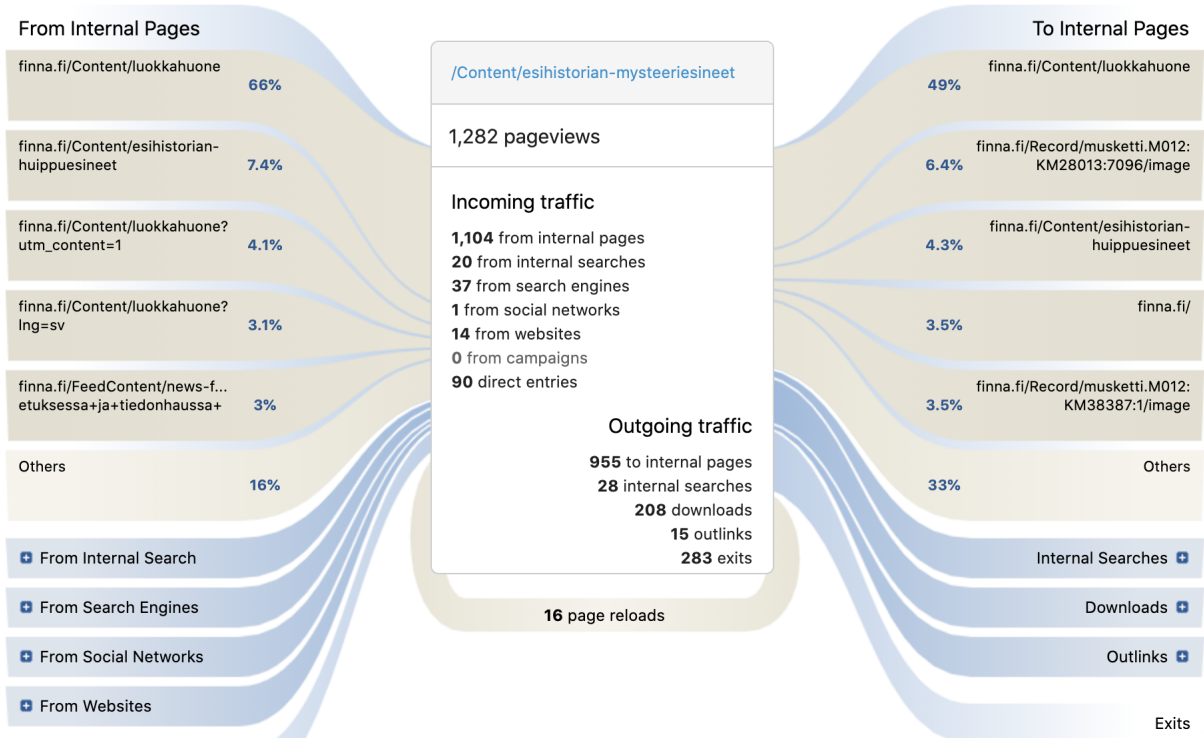 From Internal Pages
finna.fi/Content/luokkahuone
66%
finna.fi/Content/esihistorian-
huippuesineet
7.4%
finna.fi/Content/luokkahuone?
utm_content=1
4.1%
finna.fi/Content/luokkahuone?
lng=sv
3.1%
finna.fi/FeedContent/news-f...
etuksessa+ja+tiedonhaussa+
3%
Others
16%
From Internal Search
From Search Engines
From Social Networks
From Websites
/Content/esihistorian-mysteeriesineet
1,282 pageviews
Incoming traffic
1,104 from internal pages
20 from internal searches
37 from search engines
1 from social networks
14 from websites
0 from campaigns
90 direct entries
Outgoing traffic
955 to internal pages
28 internal searches
208 downloads
15 outlinks
283 exits
16 page reloads
To Internal Pages
finna.fi/Content/luokkahuone
49%
finna.fi/Record/musketti.M012:
KM28013:7096/image
6.4%
finna.fi/Content/esihistorian-
huippuesineet
4.3%
finna.fi/
3.5%
finna.fi/Record/musketti.M012:
KM38387:1/image
3.5%
Others
33%
Internal Searches
Downloads
Outlinks
Exits